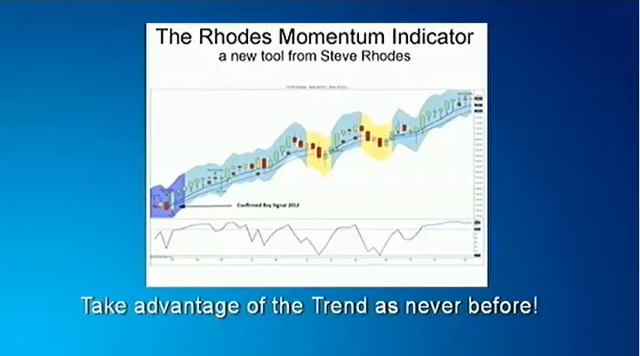 The Rhodes Momentum Indicator
a new tool from Steve Rhodes
Confirmed Buy Signal 2012
Take advantage of the Trend as never before!